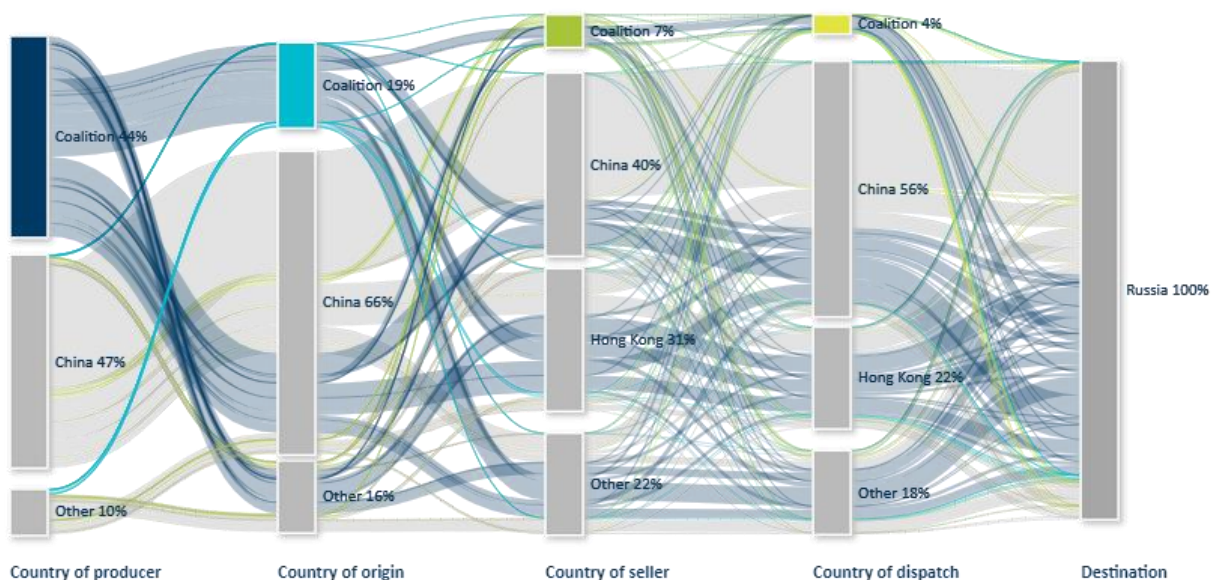 Coalition 44%
China 47%
Other 10%
Coalition 19%
China 66%
Other 16%
Coalition 7%
China 40%
Hong Kong 31%
Other 22%
Coalition 4%
China 56%
Hong Kong 22%
Other 18%
Russia 100%
Country of producer
Country of origin
Country of seller
Country of dispatch
Destination